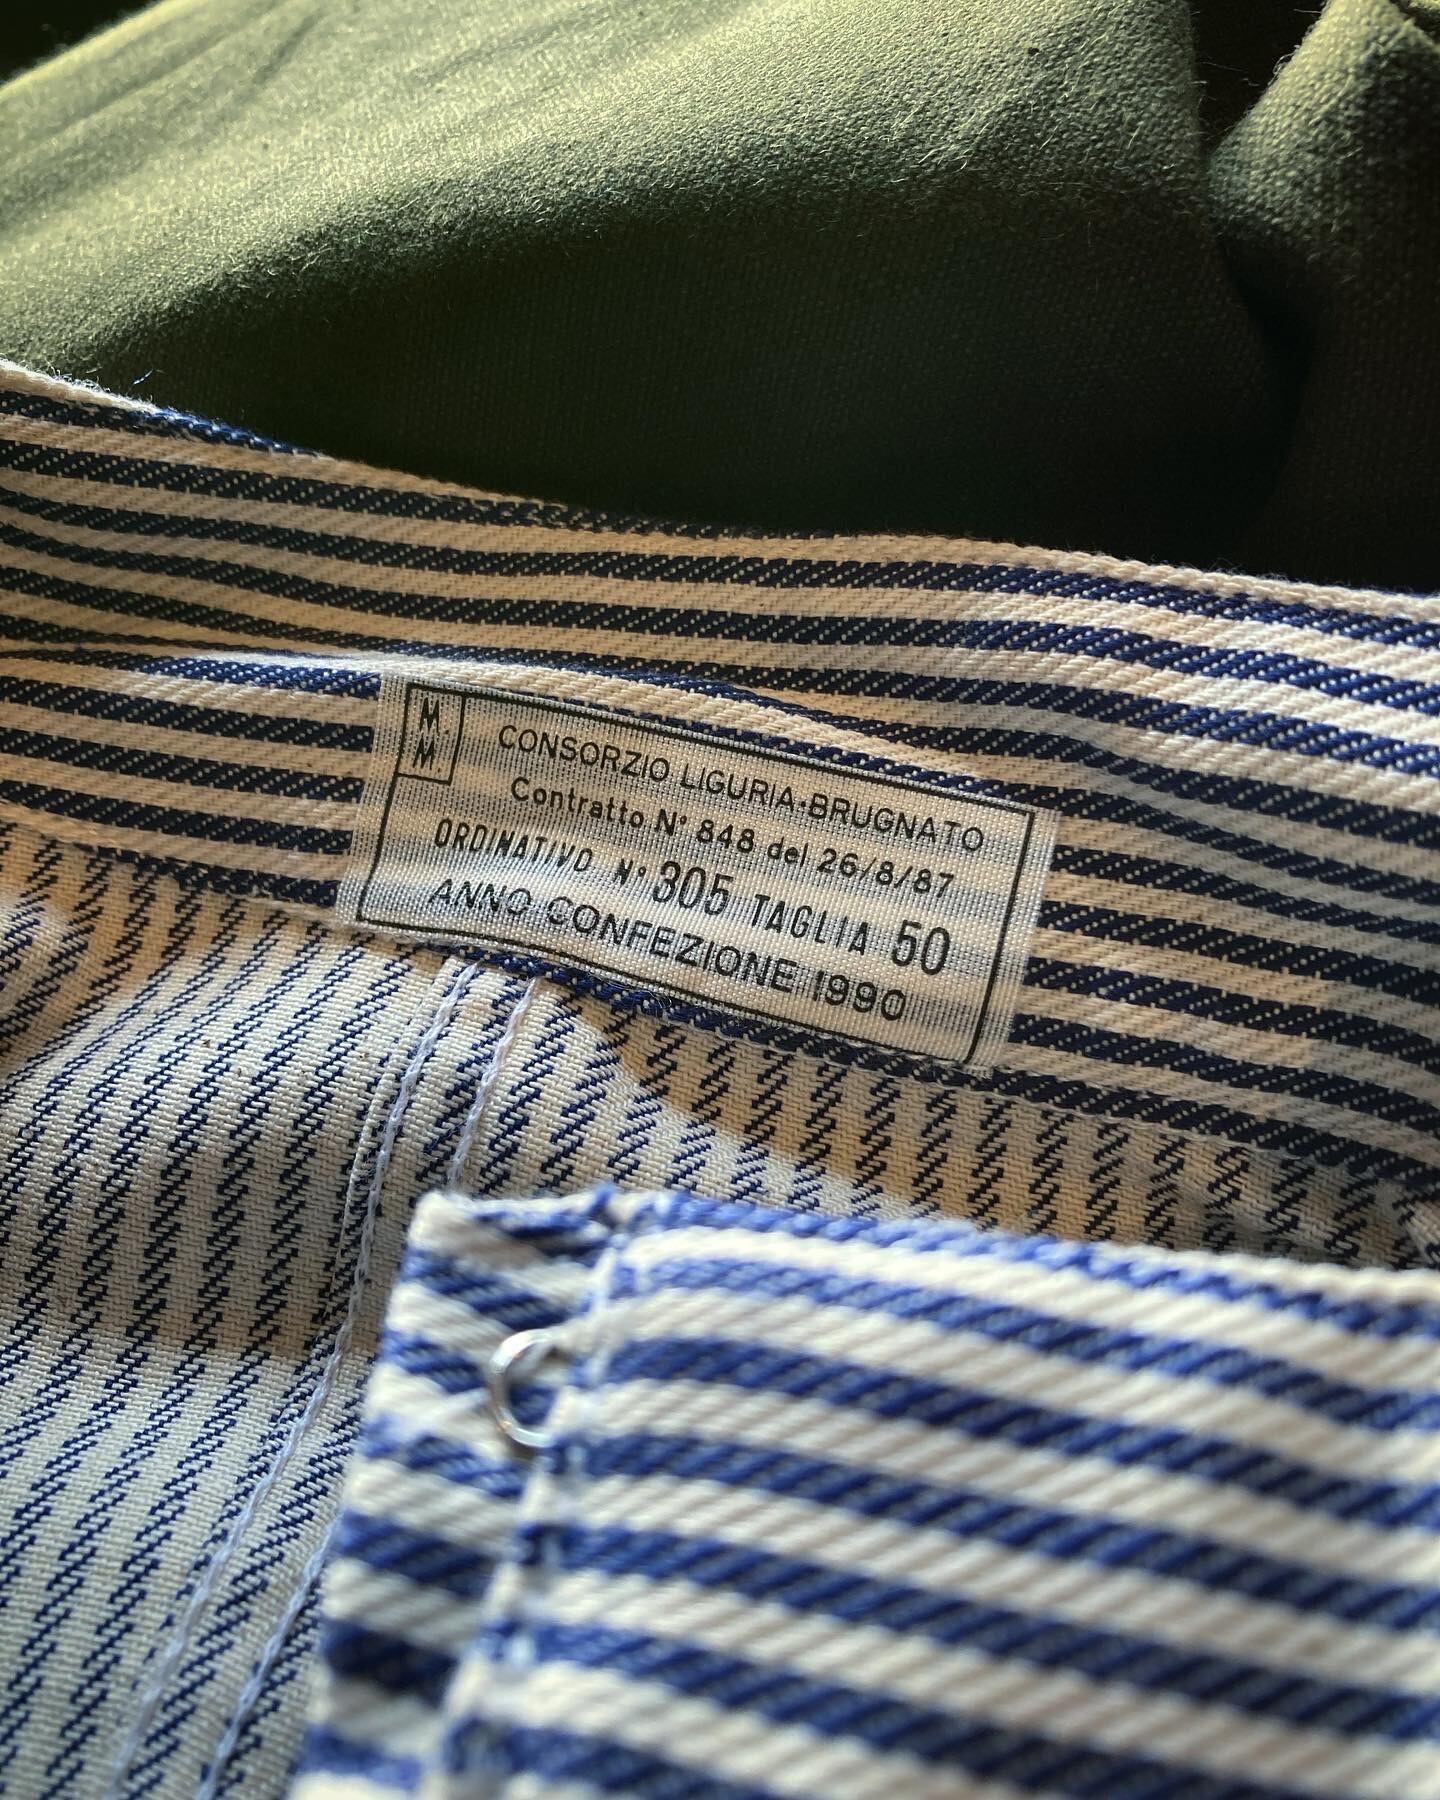 M.
M
CONSORZIO LIGURIA·BRUGNATO
Contratto N° 848 del 26/8/87
ORDINATIVO N° 305 TAGLIA 50
ANNO CONFEZIONE 1990